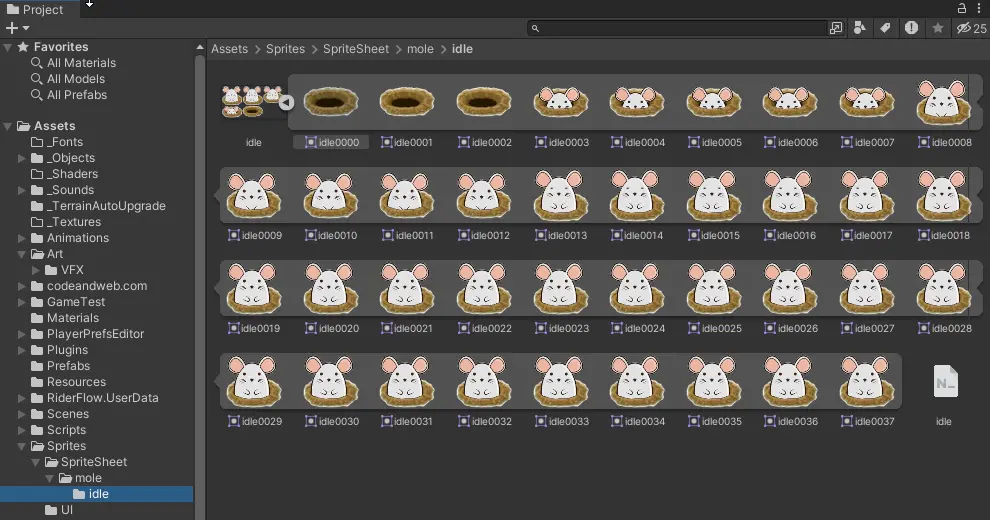 Project
25
Favorites
All Materials
All Models
All Prefabs
Assets
_Fonts
_Objects
_Shaders
_Sounds
_TerrainAutoUpgrade
_Textures
Animations
Art
VFX
codeandweb.com
GameTest
Materials
PlayerPrefsEditor
Plugins
Prefabs
Resources
RiderFlow.UserData
Scenes
Scripts
Sprites
SpriteSheet
mole
idle
UI
Assets > Sprites > SpriteSheet > mole > idle
idle idle0000 idle0001 idle0002 idle0003 idle0004 idle0005 idle0006 idle0007 idle0008
idle0009 idle0010 idle0011 idle0012 idle0013 idle0014 idle0015 idle0016 idle0017 idle0018
idle0019 idle0020 idle0021 idle0022 idle0023 idle0024 idle0025 idle0026 idle0027 idle0028
N_
idle0029 idle0030 idle0031 idle0032 idle0033 idle0034 idle0035 idle0036 idle0037 idle